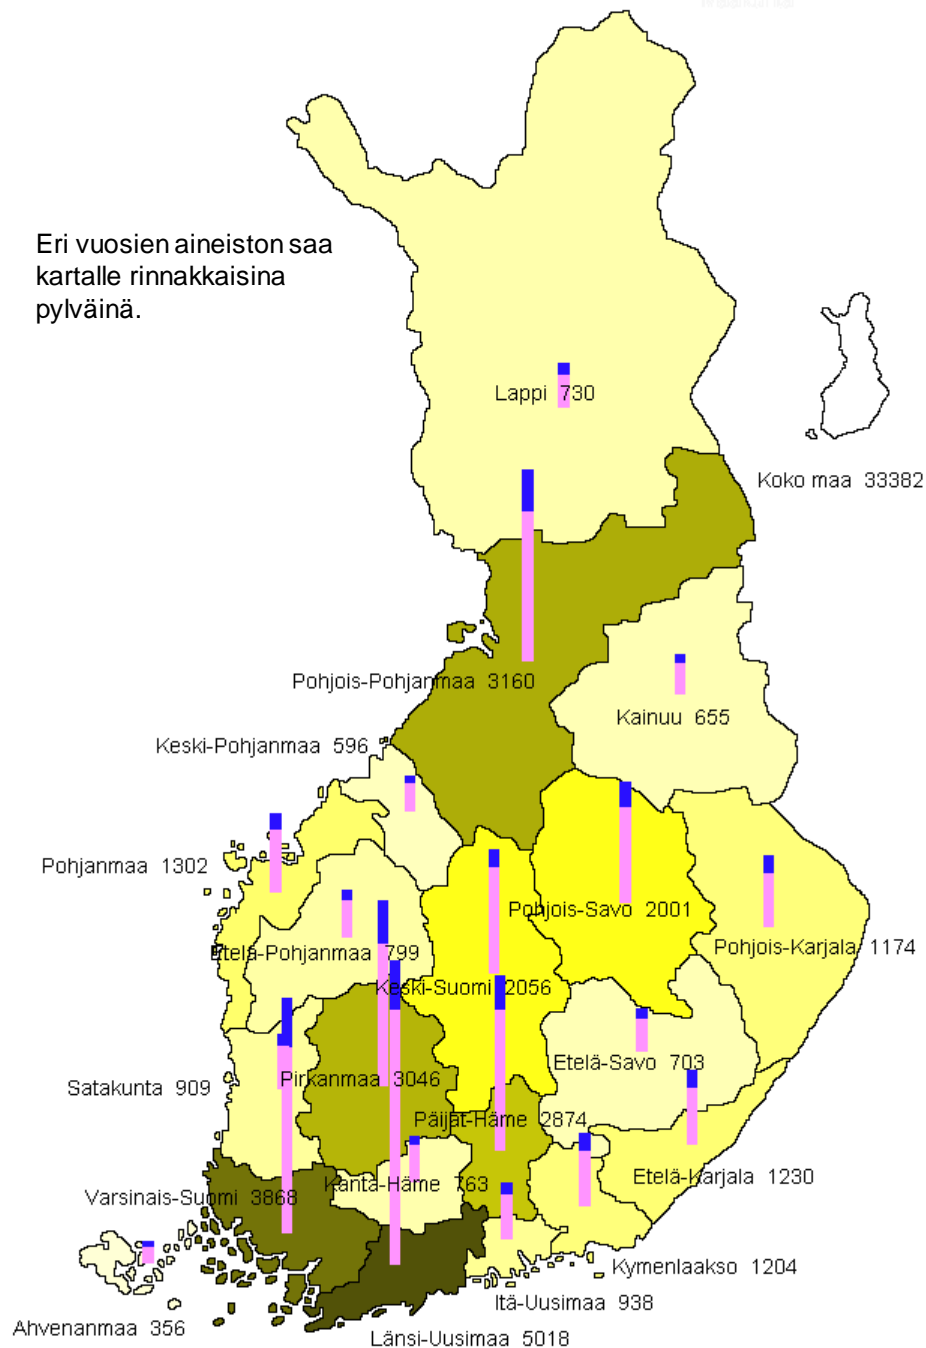 Eri vuosien aineiston saa
kartalle rinnakkaisina
pylväinä.
Lappi 730
Koko maa 33382
Pohjois-Pohjanmaa 3160
Kainuu 655
Keski-Pohjanmaa 596
Pohjanmaa 1302
Pohjois-Savo 2001
Pohjois-Karjala 1174
Etelä-Pohjanmaa 799
Keski-Suomi 2056
Etelä-Savo 703
Satakunta 909
Pirkanmaa 3046
Päijät-Häme 2874
Etelä-Karjala 1230
Kanta-Häme 763
Varsinais-Suomi 3868
Kymenlaakso 1204
Itä-Uusimaa 938
Ahvenanmaa 356
Länsi-Uusimaa 5018